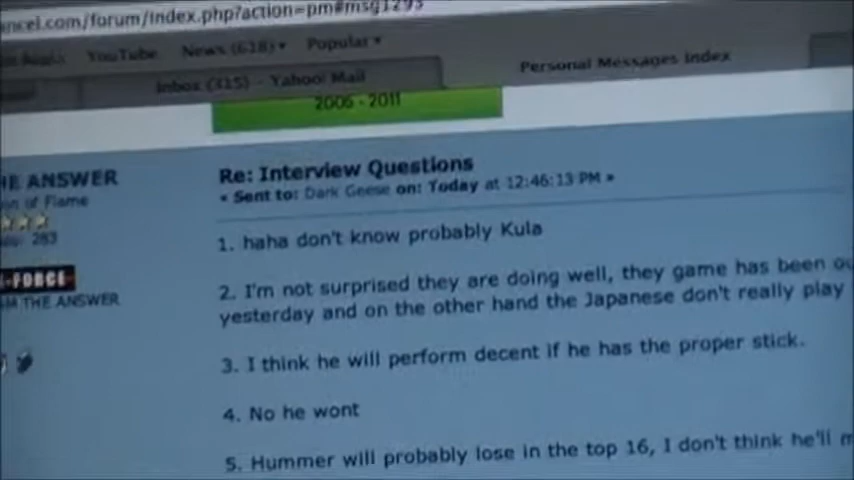 ancel.com/forum/index.php?action=pm#msg1293
YouTube News (618) Popular
Inbox (315) - Yahoo! Mail
Personal Messages Index
2006 - 2011
HE ANSWER
on of Flame
283
-FORCE
AM THE ANSWER
Re: Interview Questions
« Sent to: Dark Geese on: Today at 12:46:13 PM »
1. haha don't know probably Kula
2. I'm not surprised they are doing well, they game has been ou
yesterday and on the other hand the Japanese don't really play
3. I think he will perform decent if he has the proper stick.
4. No he wont
5. Hummer will probably lose in the top 16, I don't think he'll m